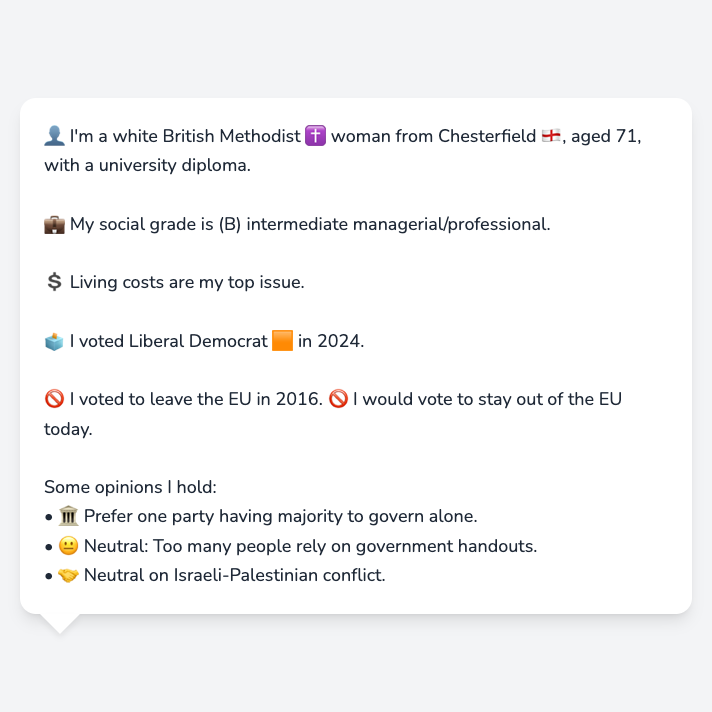 👤 I'm a white British Methodist ✝️ woman from Chesterfield 🏴󠁧󠁢󠁥󠁮󠁧󠁿, aged 71,
with a university diploma.
💼 My social grade is (B) intermediate managerial/professional.
💲 Living costs are my top issue.
🗳️ I voted Liberal Democrat 🟧 in 2024.
🚫 I voted to leave the EU in 2016. 🚫 I would vote to stay out of the EU
today.
Some opinions I hold:
• 🏛️ Prefer one party having majority to govern alone.
• 😐 Neutral: Too many people rely on government handouts.
• 🤝 Neutral on Israeli-Palestinian conflict.